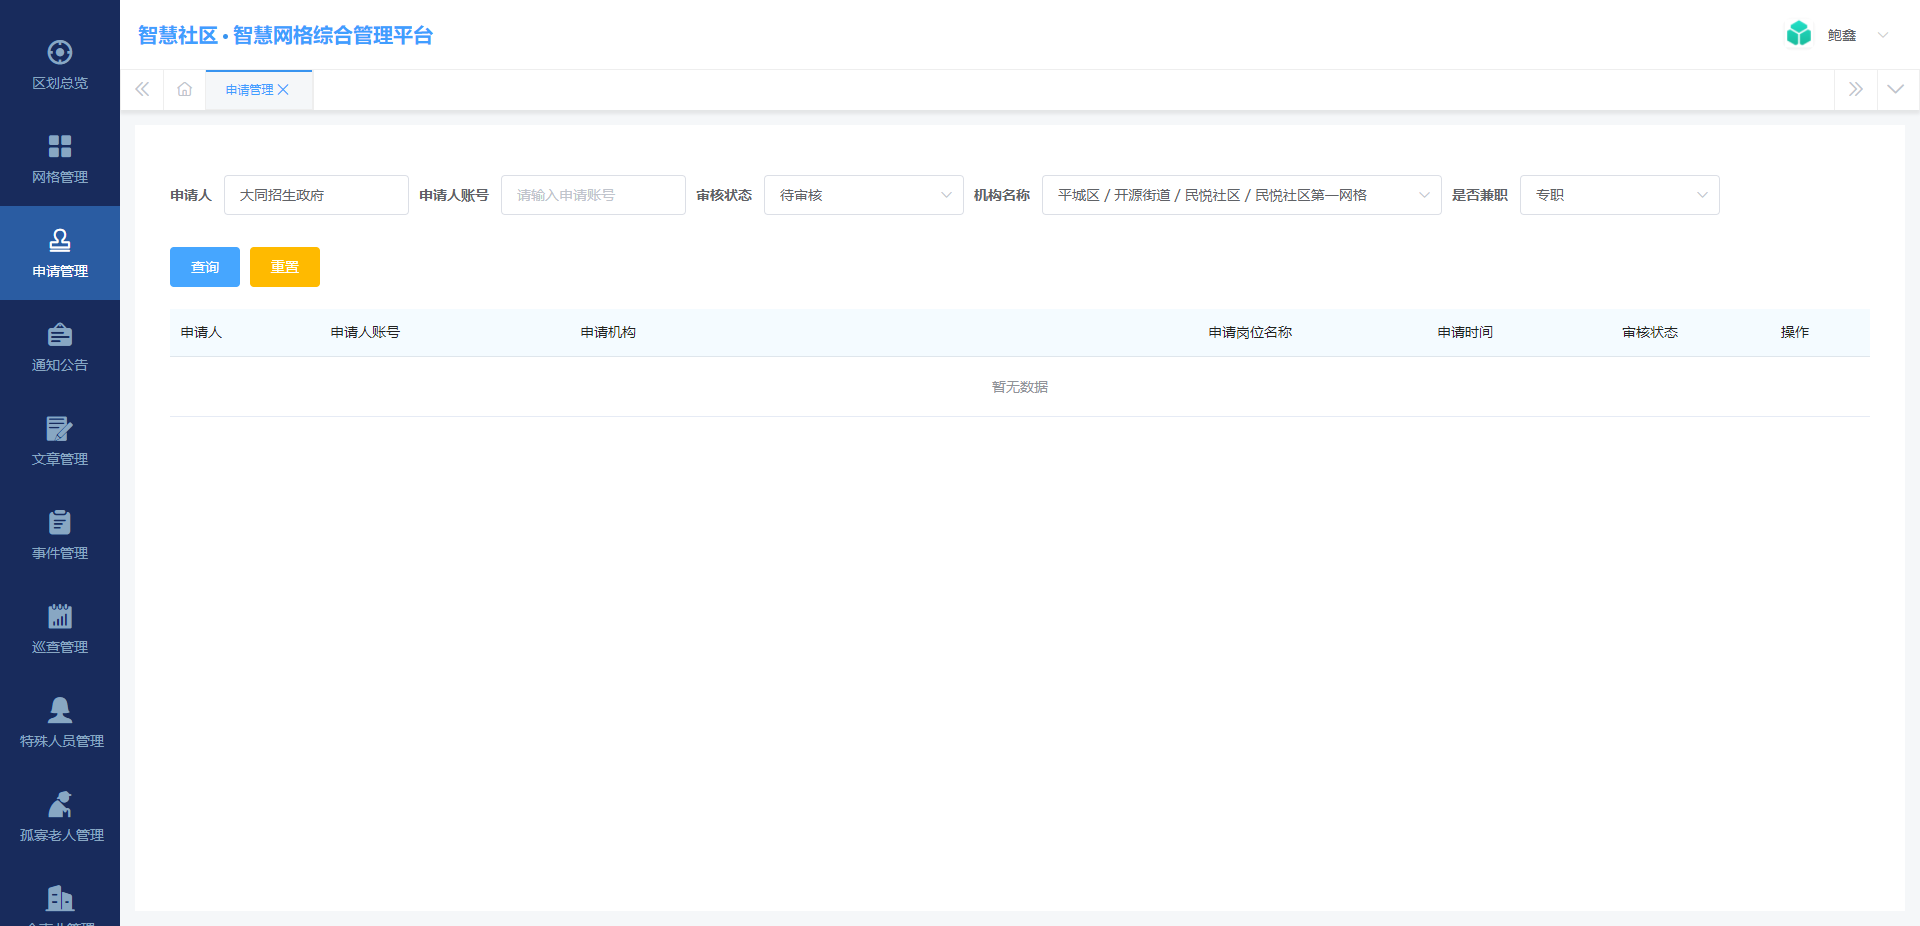 智慧社区·智慧网格综合管理平台
鲍鑫
申请管理
区划总览
网格管理
申请管理
通知公告
文章管理
事件管理
巡查管理
特殊人员管理
孤寡老人管理
申请人 大同招生政府 申请人账号 请输入申请账号 审核状态 待审核 机构名称 平城区 / 开源街道 / 民悦社区 / 民悦社区第一网格 是否兼职 专职
查询 重置
申请人 申请人账号 申请机构 申请岗位名称 申请时间 审核状态 操作
暂无数据